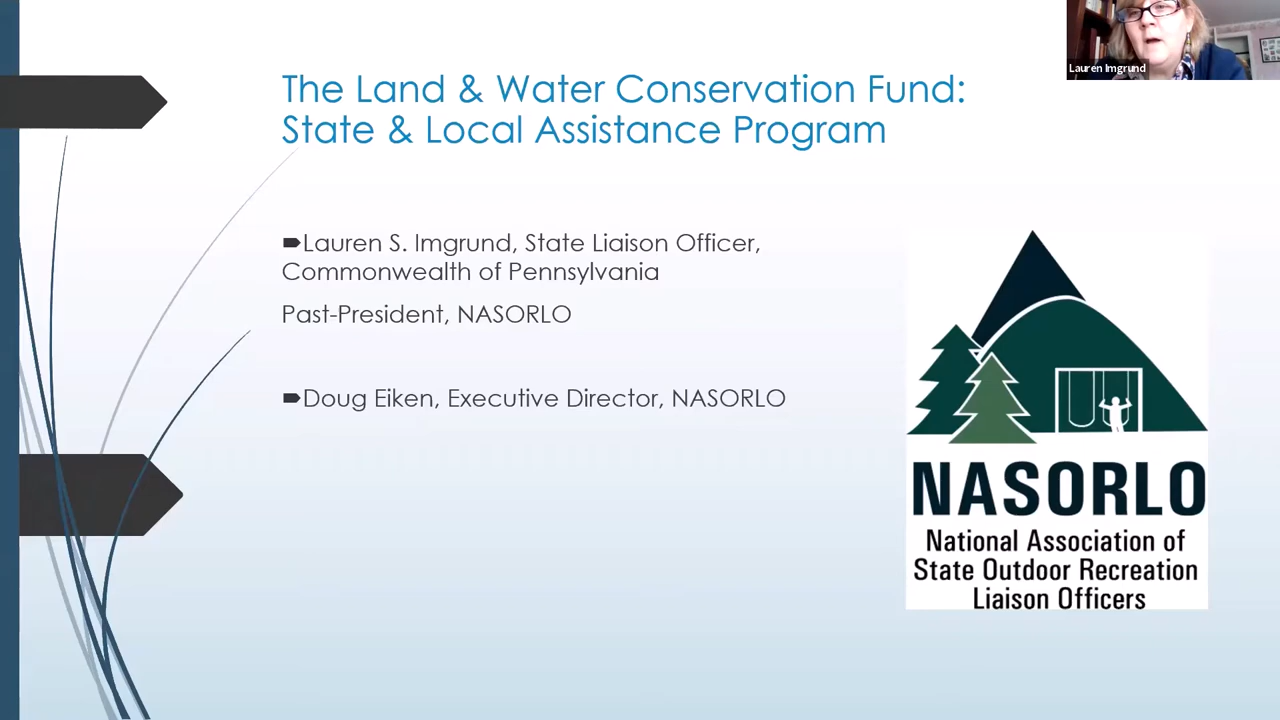 Lauren Imgrund
The Land & Water Conservation Fund:
State & Local Assistance Program
Lauren S. Imgrund, State Liaison Officer,
Commonwealth of Pennsylvania
Past-President, NASORLO
Doug Eiken, Executive Director, NASORLO
NASORLO
National Association of
State Outdoor Recreation
Liaison Officers